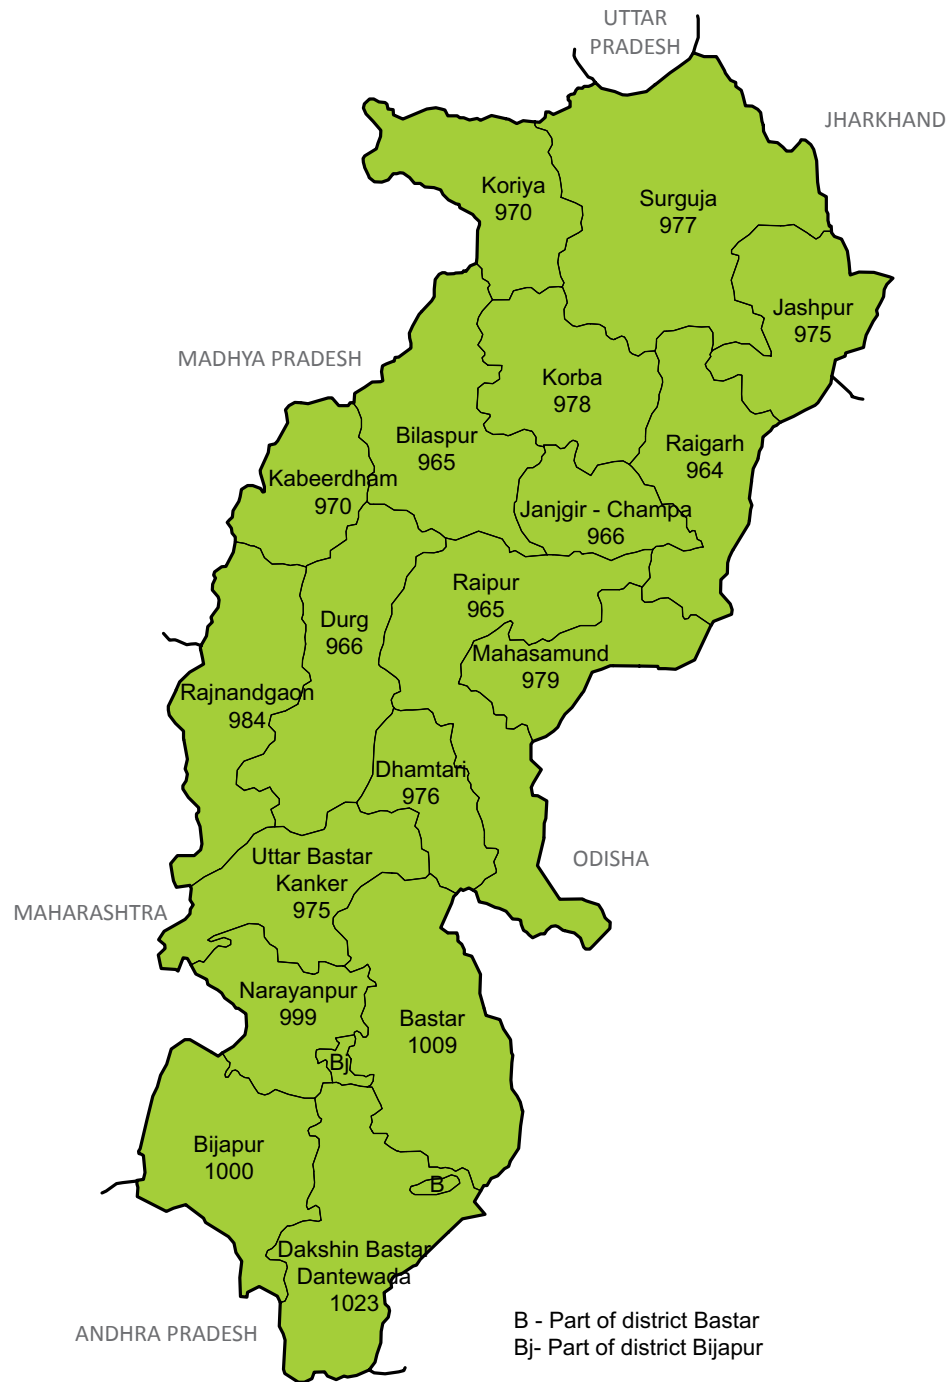 UTTAR
PRADESH
JHARKHAND
Koriya
970
Surguja
977
Jashpur
975
MADHYA PRADESH
Korba
978
Bilaspur
965
Raigarh
964
Kabeerdham
970
Janjgir - Champa
966
Raipur
965
Durg
966
Mahasamund
979
Rajnandgaon
984
Dhamtari
976
ODISHA
Uttar Bastar
Kanker
975
MAHARASHTRA
Narayanpur
999
Bastar
1009
Bj
Bijapur
1000
B
Dakshin Bastar
Dantewada
1023
ANDHRA PRADESH
B - Part of district Bastar
Bj- Part of district Bijapur